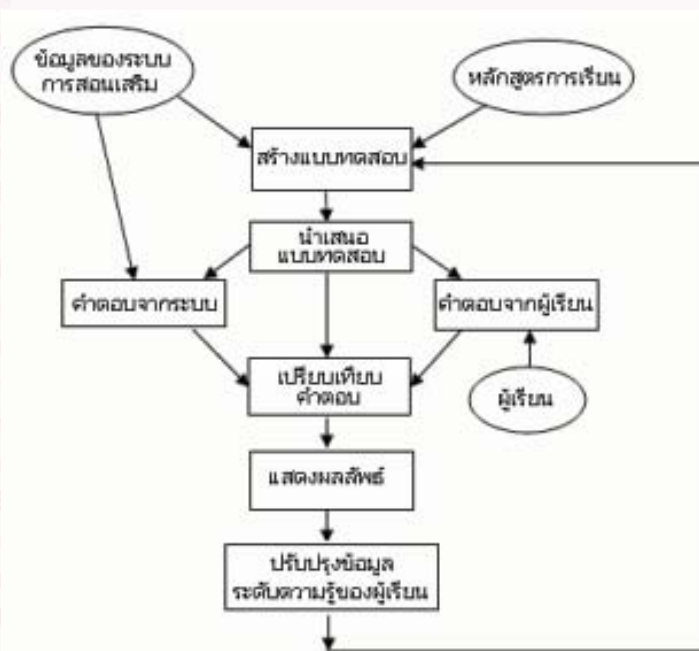 ข้อมูลของระบบ
การสอนเสริม
หลักสูตรการเรียน
สร้างแบบทดสอบ
นำเสนอ
แบบทดสอบ
คำตอบจากระบบ
คำตอบจากผู้เรียน
เปรียบเทียบ
คำตอบ
ผู้เรียน
แสดงผลลัพธ์
ปรับปรุงข้อมูล
ระดับความรู้ของผู้เรียน